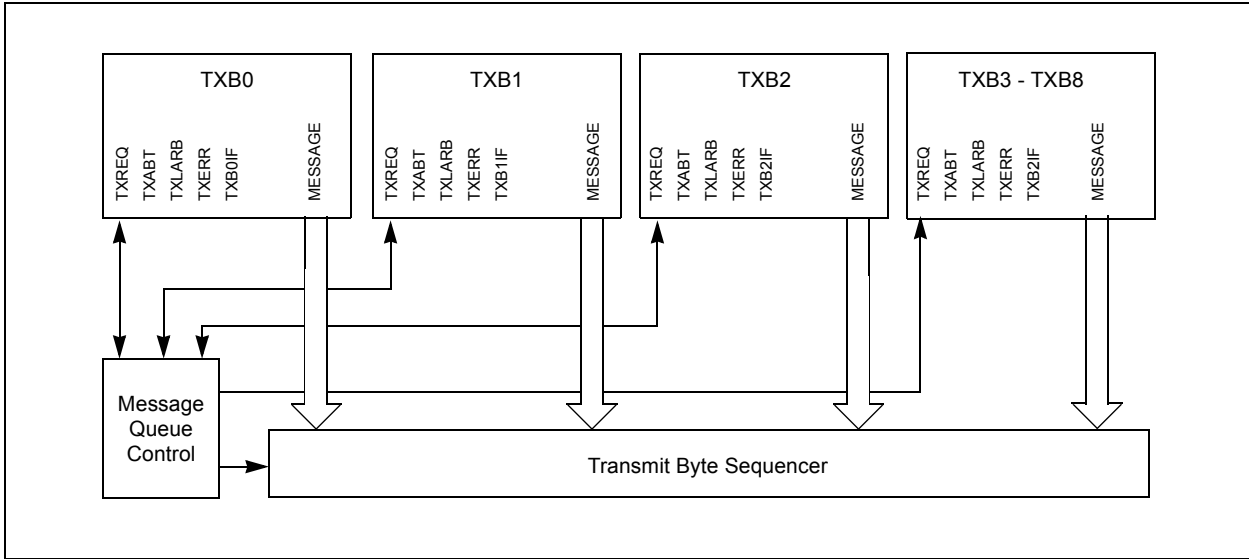 TXB0
TXREQ
TXABT
TXLARB
TXERR
TXB0IF
MESSAGE
TXB1
TXREQ
TXABT
TXLARB
TXERR
TXB1IF
MESSAGE
TXB2
TXREQ
TXABT
TXLARB
TXERR
TXB2IF
MESSAGE
TXB3 - TXB8
TXREQ
TXABT
TXLARB
TXERR
TXB2IF
MESSAGE
Message
Queue
Control
Transmit Byte Sequencer